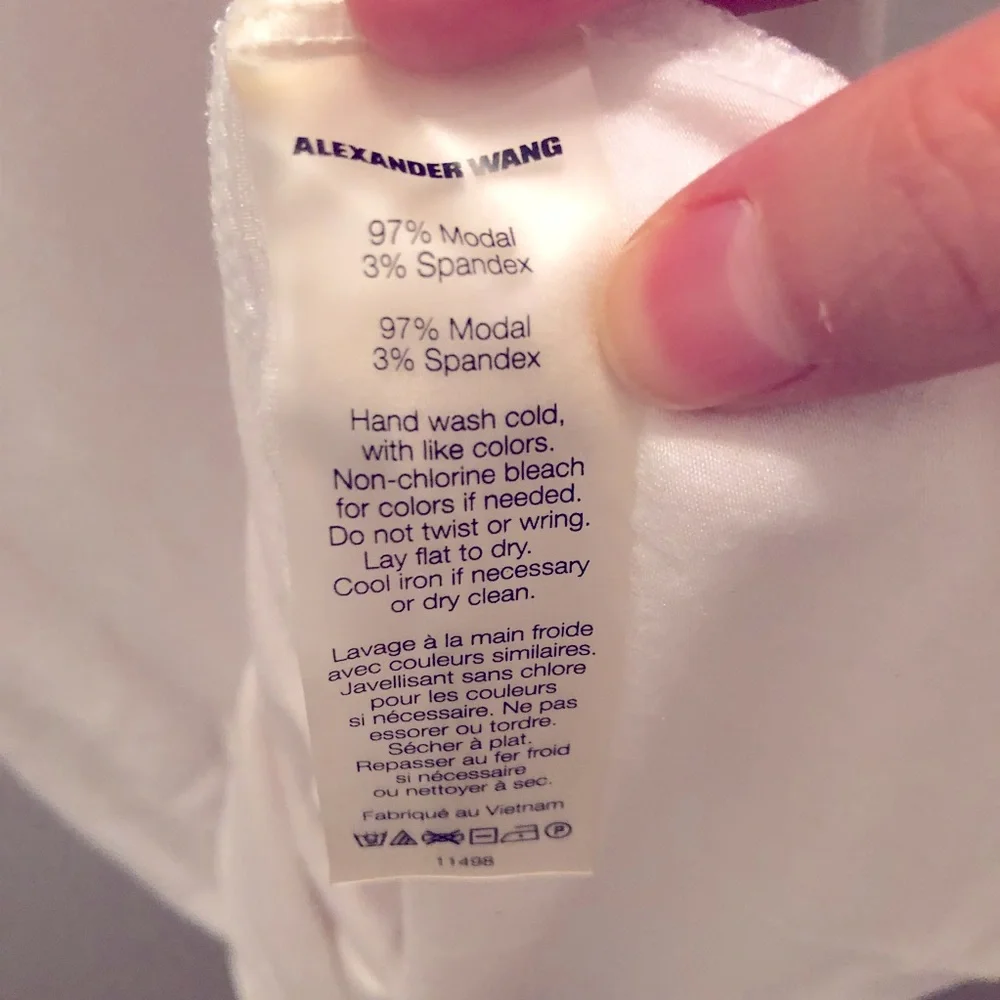 ALEXANDER WANG
97% Modal
3% Spandex
97% Modal
3% Spandex
Hand wash cold,
with like colors.
Non-chlorine bleach
for colors if needed.
Do not twist or wring.
Lay flat to dry.
Cool iron if necessary
or dry clean.
Lavage à la main froide
avec couleurs similaires.
Javellisant sans chlore
pour les couleurs
si nécessaire. Ne pas
essorer ou tordre.
Sécher à plat.
Repasser au fer froid
si nécessaire
ou nettoyer à sec.
Fabriqué au Vietnam
P
11498